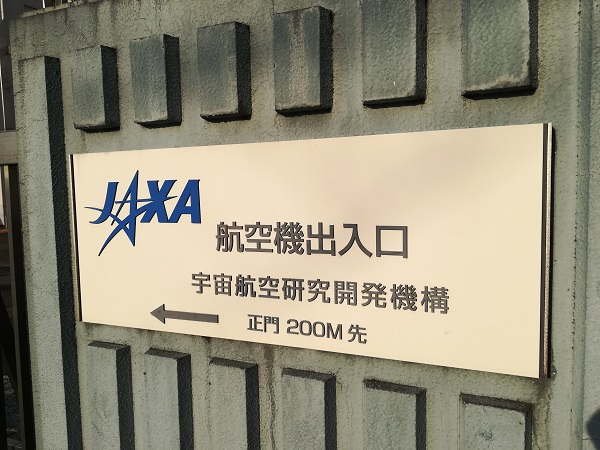 JAXA
航空機出入口
宇宙航空研究開発機構
正門 200M 先